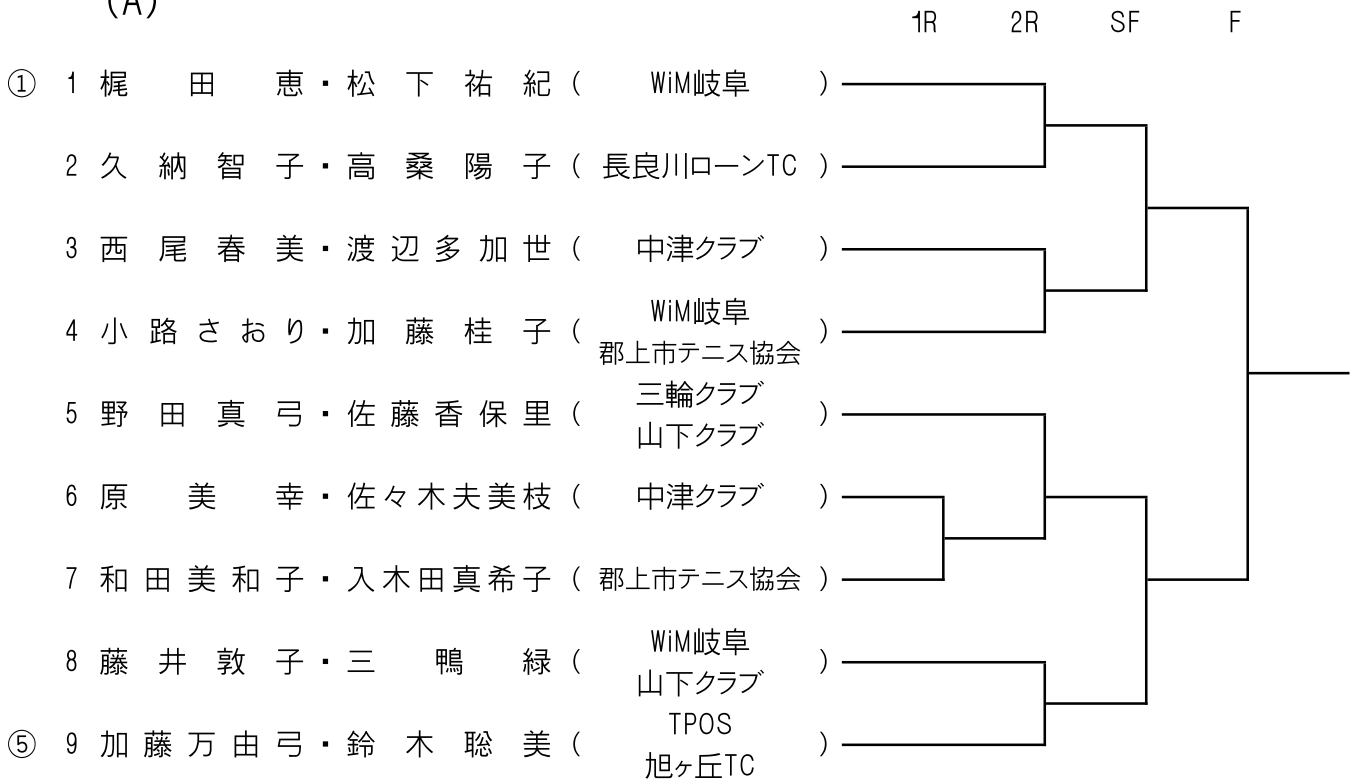 (A)
1R 2R SF F
① 1 梶田恵・松下祐紀 ( WiM岐阜 )
2 久納智子・高桑陽子 ( 長良川ローンTC )
3 西尾春美・渡辺多加世 ( 中津クラブ )
4 小路さおり・加藤桂子 ( WiM岐阜
郡上市テニス協会 )
5 野田真弓・佐藤香保里 ( 三輪クラブ
山下クラブ )
6 原美幸・佐々木夫美枝 ( 中津クラブ )
7 和田美和子・入木田真希子 ( 郡上市テニス協会 )
8 藤井敦子・三鴨緑 ( WiM岐阜
山下クラブ )
⑤ 9 加藤万由弓・鈴木聡美 ( TPOS
旭ヶ丘TC )